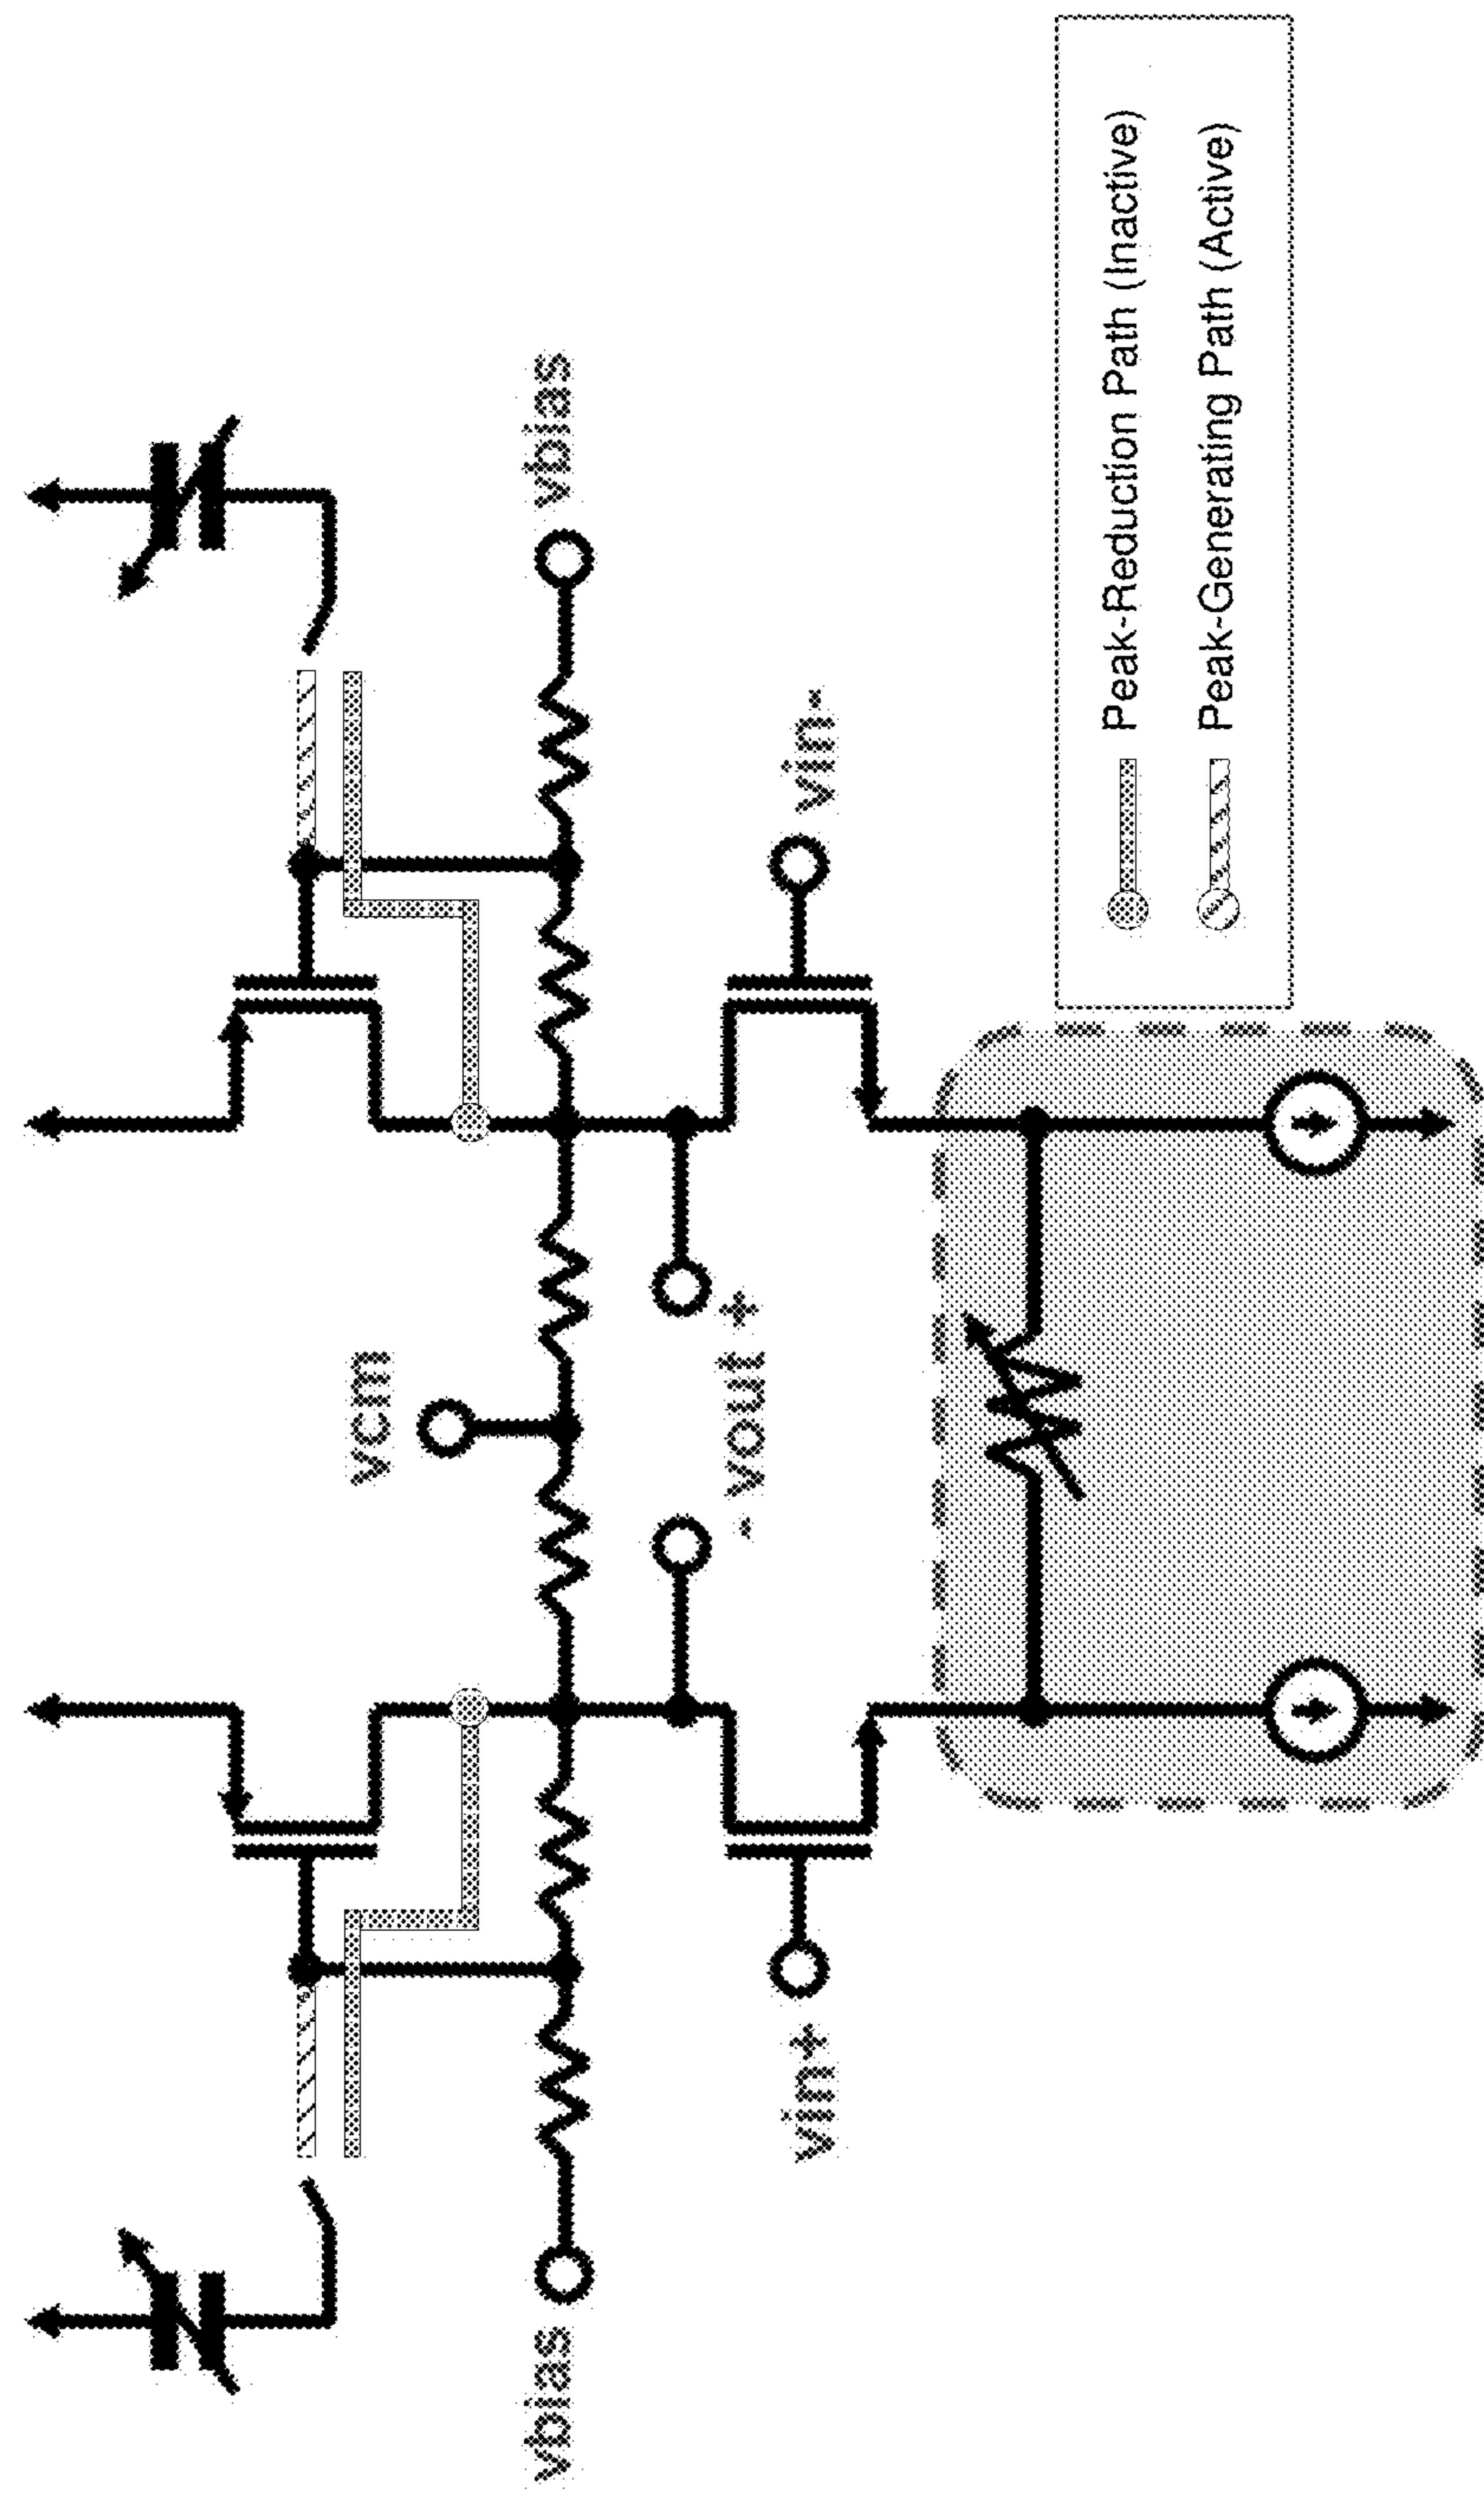 vbias
vbias
vcm
- vout +
vin+
vin-
Peak-Reduction Path (Inactive)
Peak-Generating Path (Active)